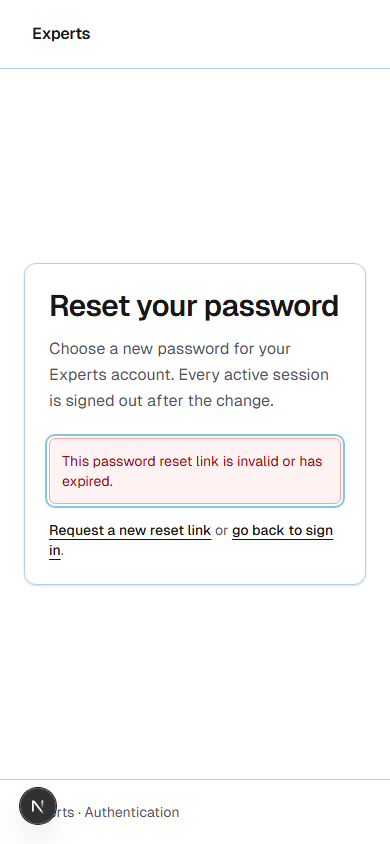 Experts
Reset your password
Choose a new password for your
Experts account. Every active session
is signed out after the change.
This password reset link is invalid or has
expired.
Request a new reset link or go back to sign
in.
N
rts · Authentication